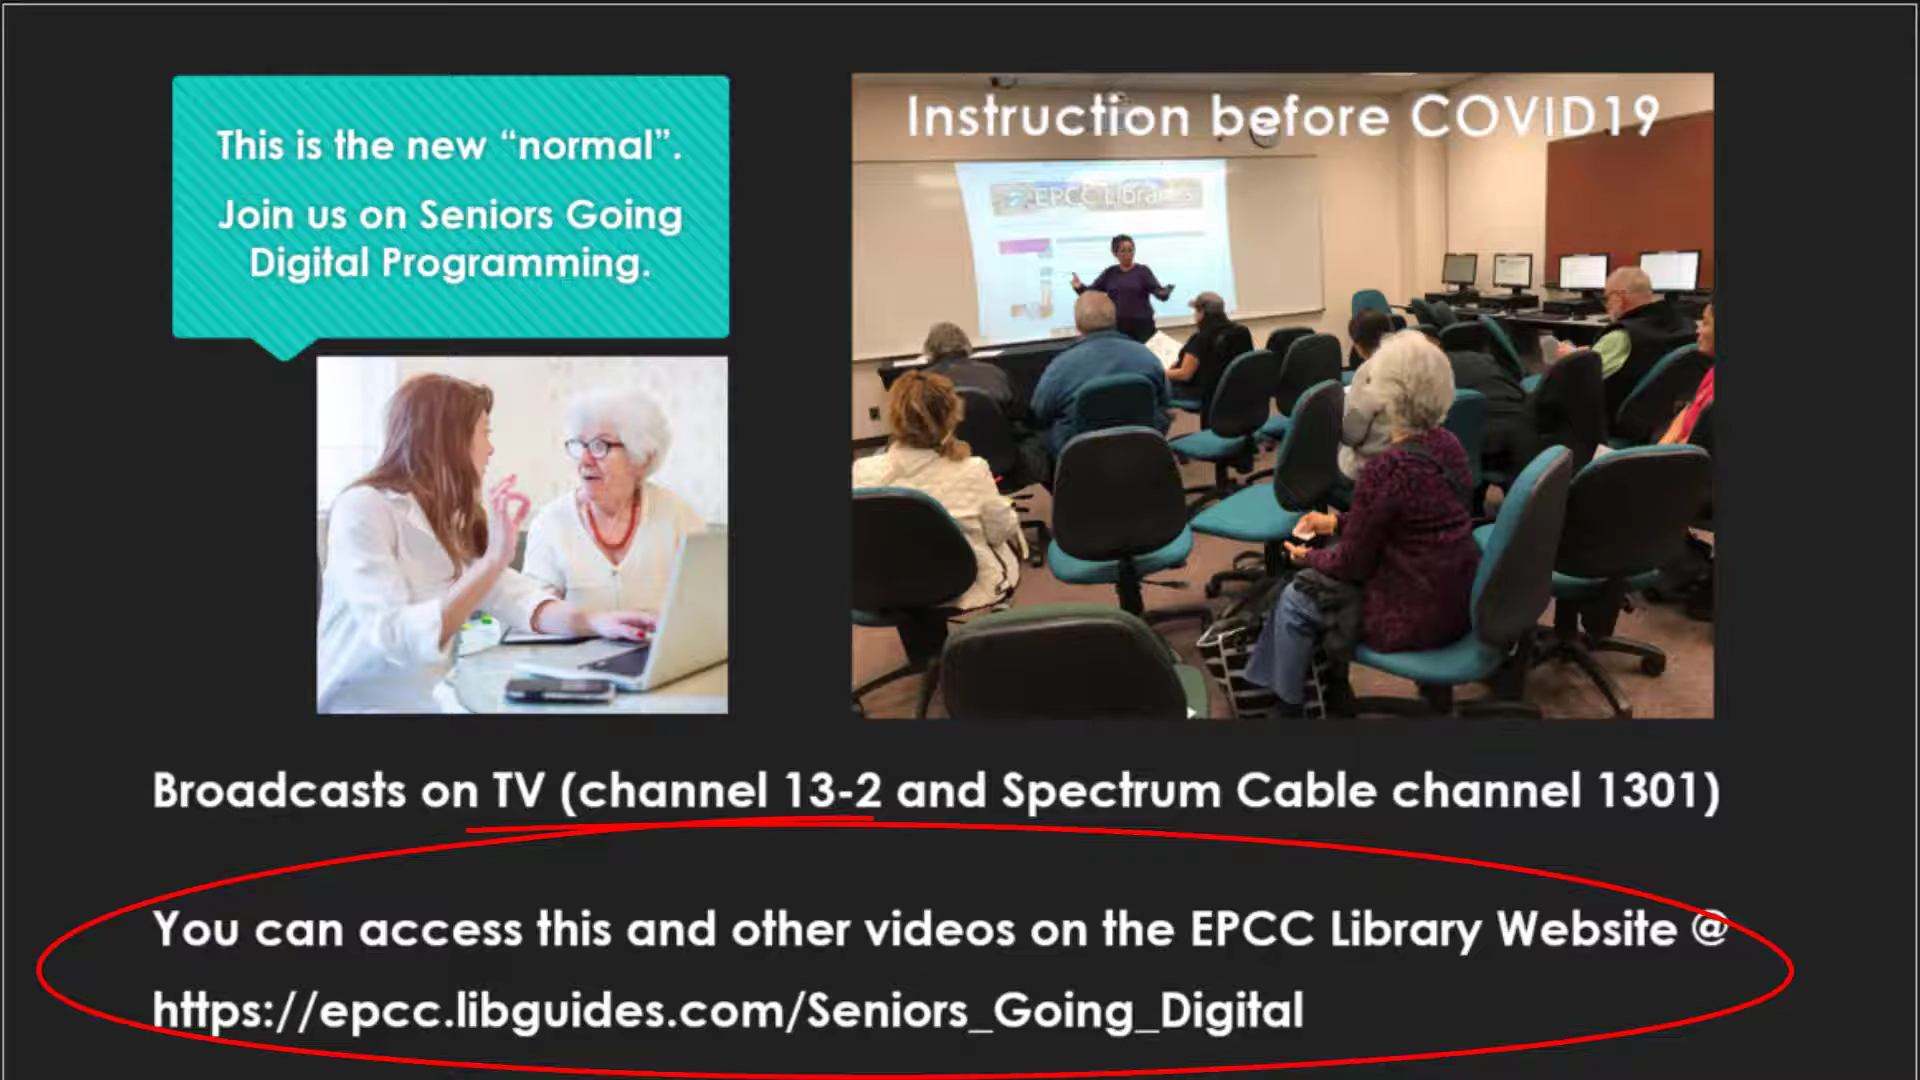 This is the new “normal”.
Join us on Seniors Going
Digital Programming.
Instruction before COVID19
EPCC Libraries
Broadcasts on TV (channel 13-2 and Spectrum Cable channel 1301)
You can access this and other videos on the EPCC Library Website @
https://epcc.libguides.com/Seniors_Going_Digital